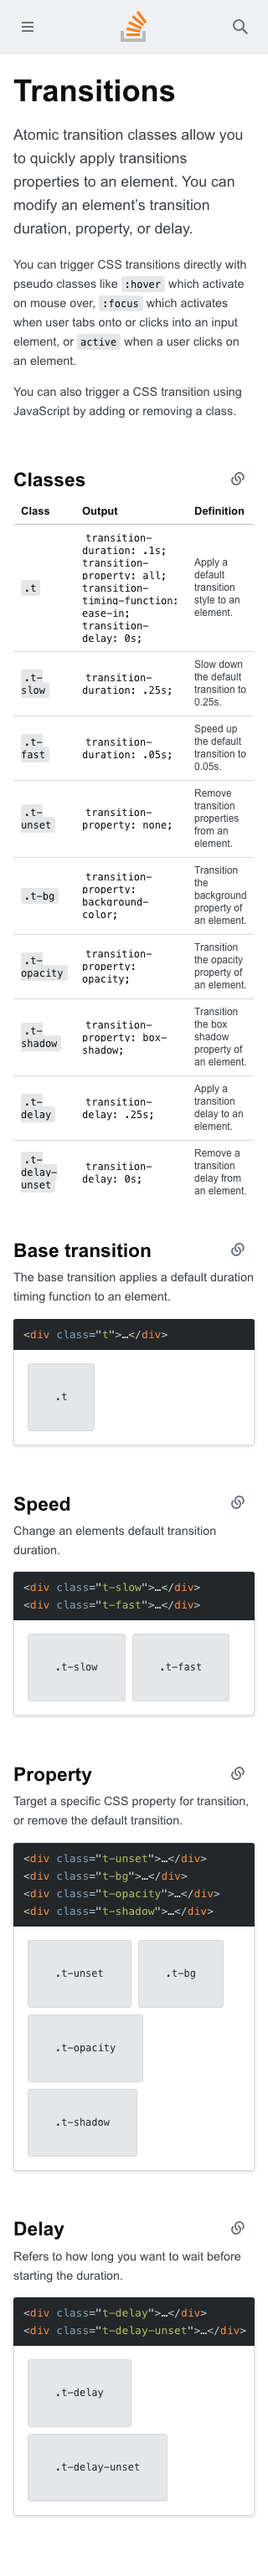 Transitions
Atomic transition classes allow you
to quickly apply transitions
properties to an element. You can
modify an element’s transition
duration, property, or delay.
You can trigger CSS transitions directly with
pseudo classes like :hover which activate
on mouse over, :focus which activates
when user tabs onto or clicks into an input
element, or active when a user clicks on
an element.
You can also trigger a CSS transition using
JavaScript by adding or removing a class.
Classes
Class Output Definition
.t
transition-
duration: .1s;
transition-
property: all;
transition-
timing-function:
ease-in;
transition-
delay: 0s;
Apply a
default
transition
style to an
element.
.t-
slow
transition-
duration: .25s;
Slow down
the default
transition to
0.25s.
.t-
fast
transition-
duration: .05s;
Speed up
the default
transition to
0.05s.
.t-
unset
transition-
property: none;
Remove
transition
properties
from an
element.
.t-bg
transition-
property:
background-
color;
Transition
the
background
property of
an element.
.t-
opacity
transition-
property:
opacity;
Transition
the opacity
property of
an element.
.t-
shadow
transition-
property: box-
shadow;
Transition
the box
shadow
property of
an element.
.t-
delay
transition-
delay: .25s;
Apply a
transition
delay to an
element.
.t-
delay-
unset
transition-
delay: 0s;
Remove a
transition
delay from
an element.
Base transition
The base transition applies a default duration
timing function to an element.
<div class="t">…</div>
.t
Speed
Change an elements default transition
duration.
<div class="t-slow">…</div>
<div class="t-fast">…</div>
.t-slow .t-fast
Property
Target a specific CSS property for transition,
or remove the default transition.
<div class="t-unset">…</div>
<div class="t-bg">…</div>
<div class="t-opacity">…</div>
<div class="t-shadow">…</div>
.t-unset .t-bg
.t-opacity
.t-shadow
Delay
Refers to how long you want to wait before
starting the duration.
<div class="t-delay">…</div>
<div class="t-delay-unset">…</div>
.t-delay
.t-delay-unset